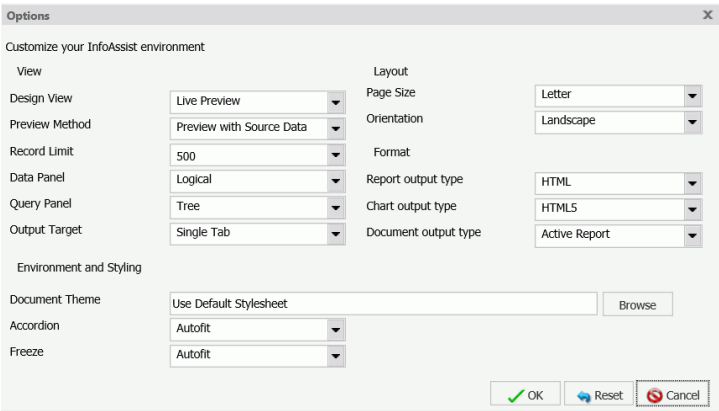 Options
X
Customize your InfoAssist environment
View
Design View Live Preview
Preview Method Preview with Source Data
Record Limit 500
Data Panel Logical
Query Panel Tree
Output Target Single Tab
Layout
Page Size Letter
Orientation Landscape
Format
Report output type HTML
Chart output type HTML5
Document output type Active Report
Environment and Styling
Document Theme Use Default Stylesheet Browse
Accordion Autofit
Freeze Autofit
OK Reset Cancel